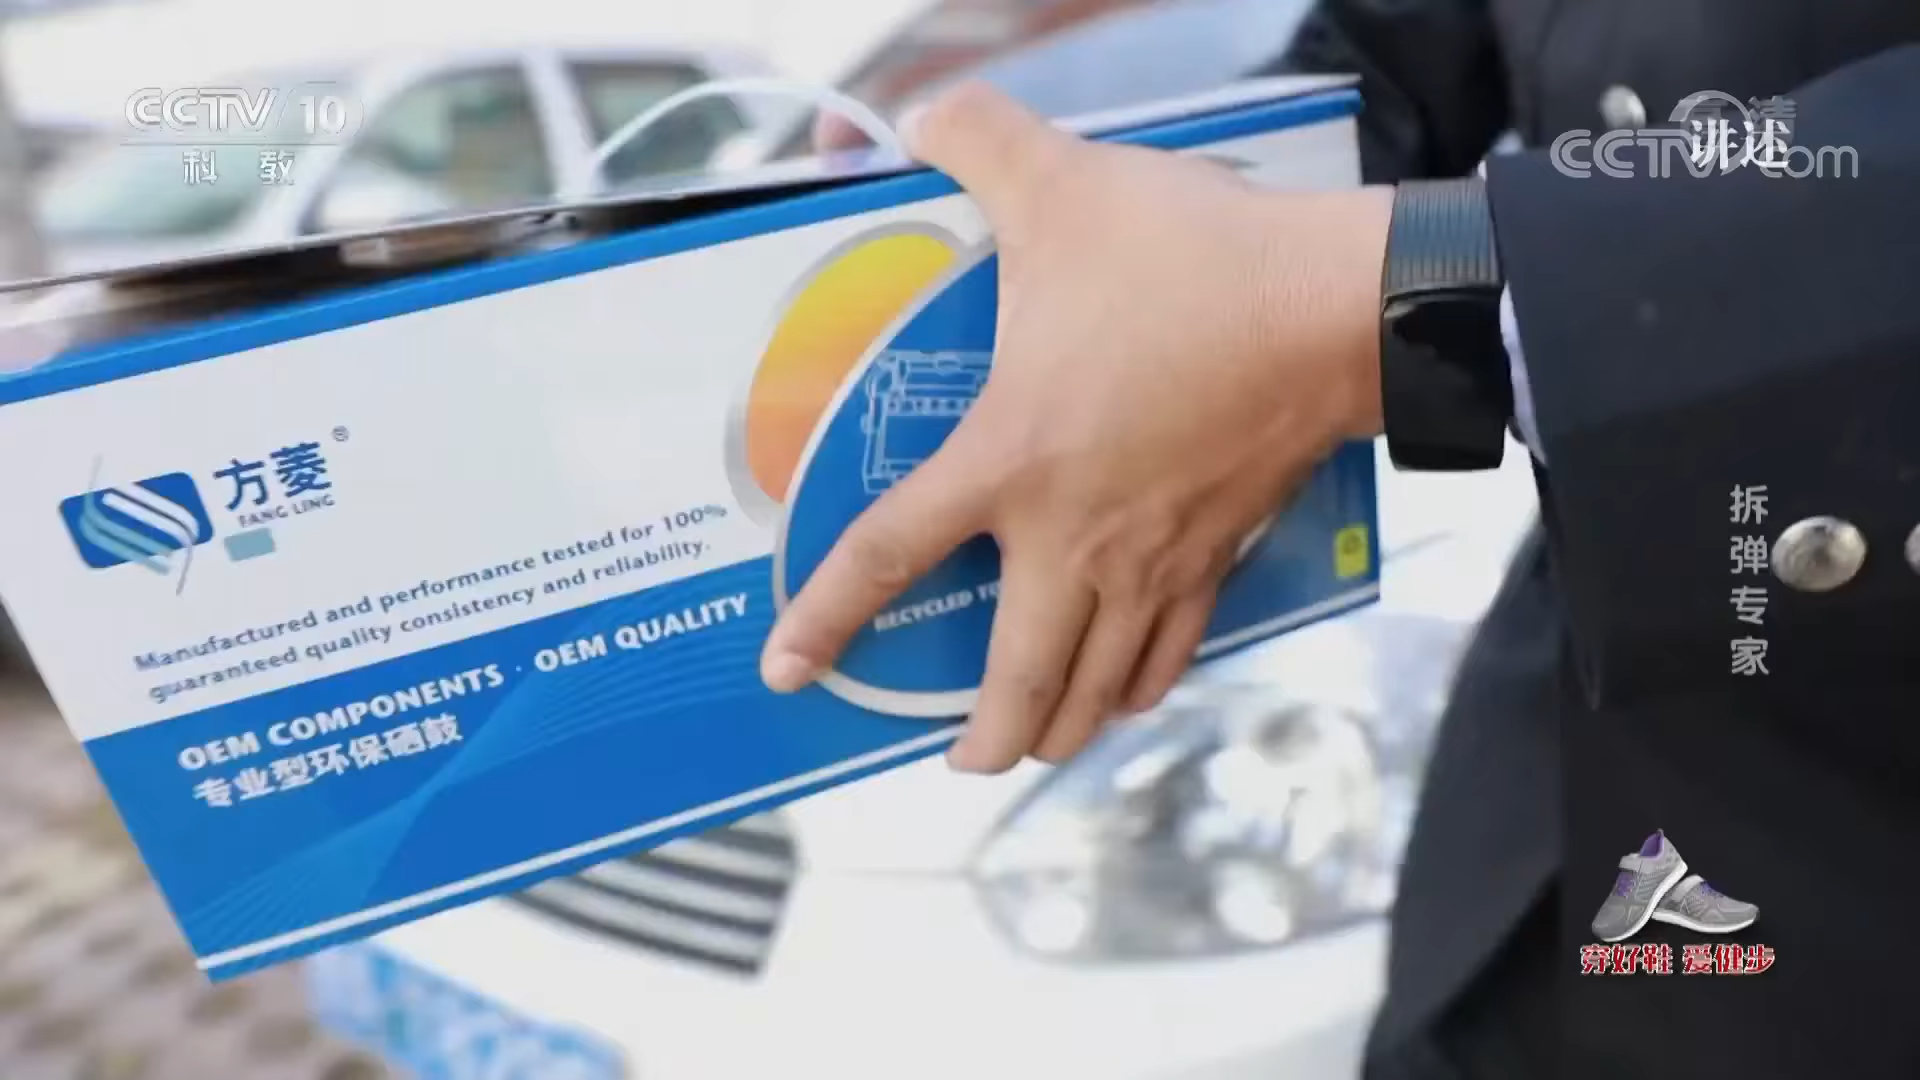 CCTV 10
科教
讲述
CCTV.com
方菱®
FANG LING
Manufactured and performance tested for 100%
guaranteed quality consistency and reliability.
OEM COMPONENTS · OEM QUALITY
专业型环保硒鼓
RECYCLED TO
拆弹专家
穿好鞋 爱健步